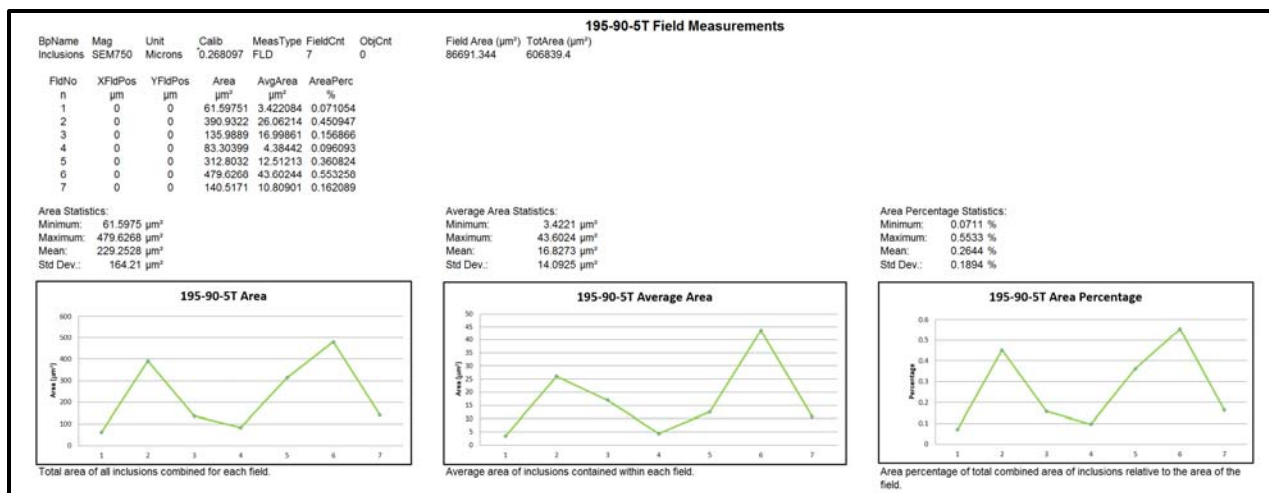 195-90-5T Field Measurements
BpName Mag Unit Calib MeasType FieldCnt ObjCnt Field Area (µm²) TotArea (µm²)
Inclusions SEM750 Microns 0.268097 FLD 7 0 86691.344 606839.4
FldNo XFldPos YFldPos Area AvgArea AreaPerc
n µm µm µm² µm² %
1 0 0 61.59751 3.422084 0.071054
2 0 0 390.9322 26.06214 0.450947
3 0 0 135.9889 16.99861 0.156866
4 0 0 83.30399 4.38442 0.096093
5 0 0 312.8032 12.51213 0.360824
6 0 0 479.6268 43.60244 0.553258
7 0 0 140.5171 10.80901 0.162089
Area Statistics:
Minimum: 61.5975 µm²
Maximum: 479.6268 µm²
Mean: 229.2528 µm²
Std Dev.: 164.21 µm²
Average Area Statistics:
Minimum: 3.4221 µm²
Maximum: 43.6024 µm²
Mean: 16.8273 µm²
Std Dev.: 14.0925 µm²
Area Percentage Statistics:
Minimum: 0.0711 %
Maximum: 0.5533 %
Mean: 0.2644 %
Std Dev.: 0.1894 %
195-90-5T Area
Area (µm²)
600
500
400
300
200
100
0
1 2 3 4 5 6 7
Total area of all inclusions combined for each field.
195-90-5T Average Area
Area (µm²)
50
45
40
35
30
25
20
15
10
5
0
1 2 3 4 5 6 7
Average area of inclusions contained within each field.
195-90-5T Area Percentage
Percentage
0.6
0.5
0.4
0.3
0.2
0.1
0
1 2 3 4 5 6 7
Area percentage of total combined area of inclusions relative to the area of the
field.